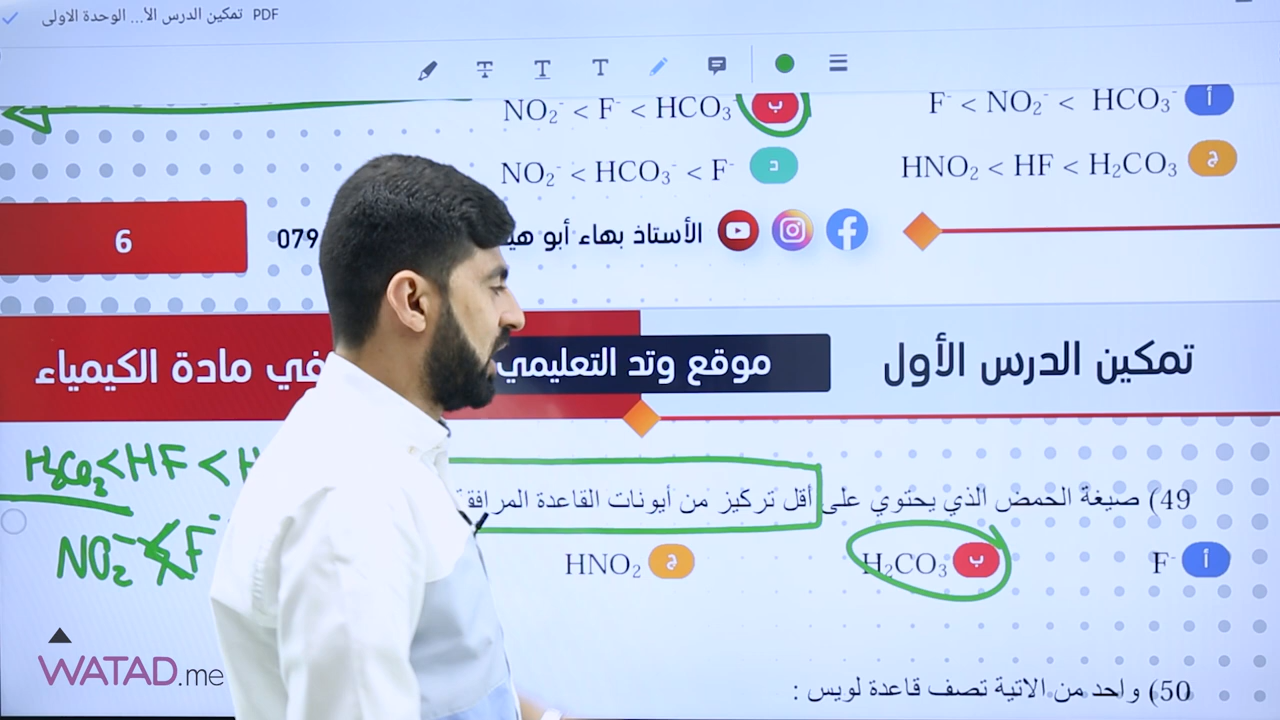 PDF تمكين الدرس الأ... الوحدة الاولى
أ F⁻ < NO₂⁻ < HCO₃⁻
ب NO₂⁻ < F⁻ < HCO₃
ج HNO₂ < HF < H₂CO₃
د NO₂⁻ < HCO₃⁻ < F⁻
الأستاذ بهاء أبو
079
6
تمكين الدرس الأول
موقع وتد التعليمي
في مادة الكيمياء
<HF<
NO₂⁻ < F⁻
49) صيغة الحمض الذي يحتوي على أقل تركيز من أيونات القاعدة المرافقة
أ F⁻
ب H₂CO₃
ج HNO₂
50) واحد من الاتية تصف قاعدة لويس :
WATAD.me